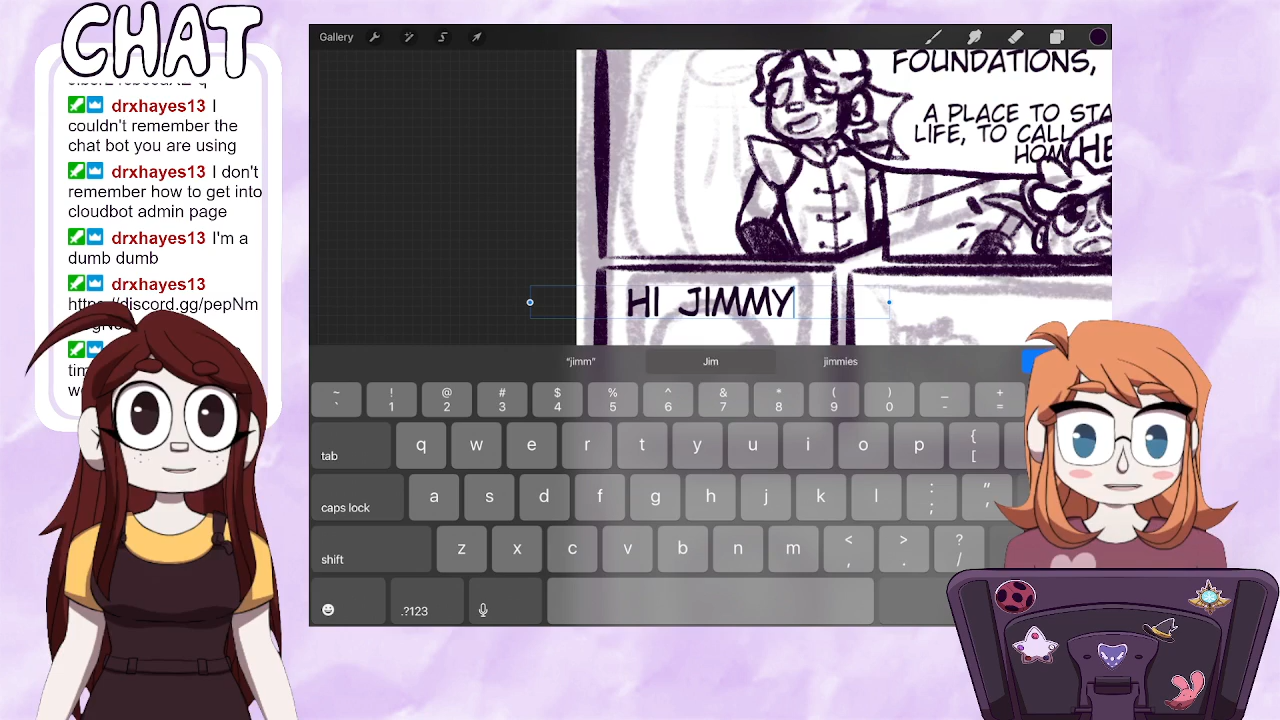 CHAT
drxhayes13 I
couldn't remember the
chat bot you are using
drxhayes13 I don't
remember how to get into
cloudbot admin page
drxhayes13 I'm a
dumb dumb
drxhayes13
Gallery
FOUNDATIONS,
A PLACE TO STA
LIFE, TO CALL
HOM
HE
HI JIMMY
"jimm" Jim jimmies
~ ! @ # $ % ^ & * ( ) _ +
` 1 2 3 4 5 6 7 8 9 0 - =
tab q w e r t y u i o p { [
caps lock a s d f g h j k l : ; " '
shift z x c v b n m < , > . ? /
.?123